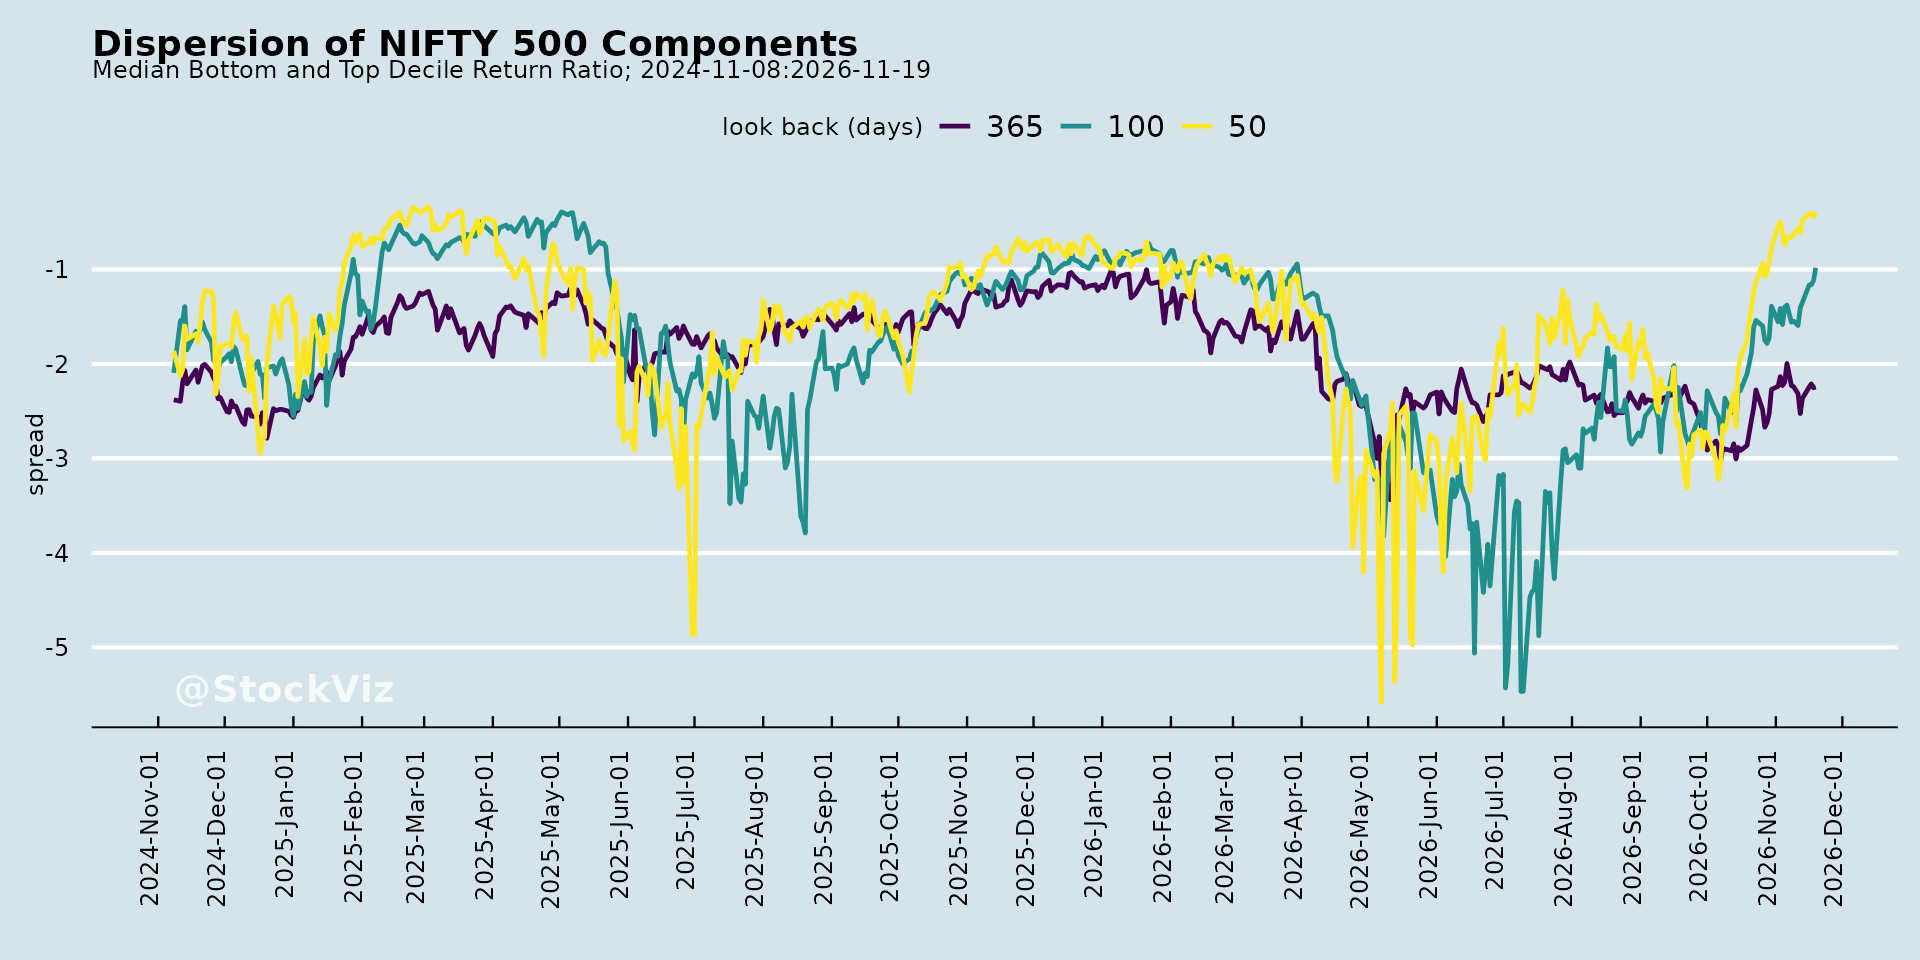 Dispersion of NIFTY 500 Components
Median Bottom and Top Decile Return Ratio; 2024-11-08:2026-11-19
look back (days) 365 100 50
spread
-1
-2
-3
-4
-5
@StockViz
2024-Nov-01
2024-Dec-01
2025-Jan-01
2025-Feb-01
2025-Mar-01
2025-Apr-01
2025-May-01
2025-Jun-01
2025-Jul-01
2025-Aug-01
2025-Sep-01
2025-Oct-01
2025-Nov-01
2025-Dec-01
2026-Jan-01
2026-Feb-01
2026-Mar-01
2026-Apr-01
2026-May-01
2026-Jun-01
2026-Jul-01
2026-Aug-01
2026-Sep-01
2026-Oct-01
2026-Nov-01
2026-Dec-01